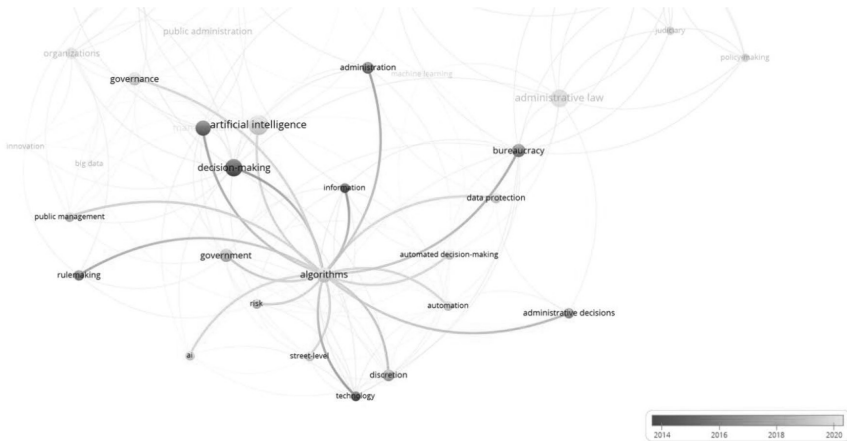 public administration
judiciary
organizations
policy-making
administration
machine learning
governance
administrative law
artificial intelligence
innovation
bureaucracy
big data
decision-making
information
data protection
public management
government
automated decision-making
rulemaking
algorithms
risk
automation
administrative decisions
ai
street-level
discretion
technology
2014 2016 2018 2020